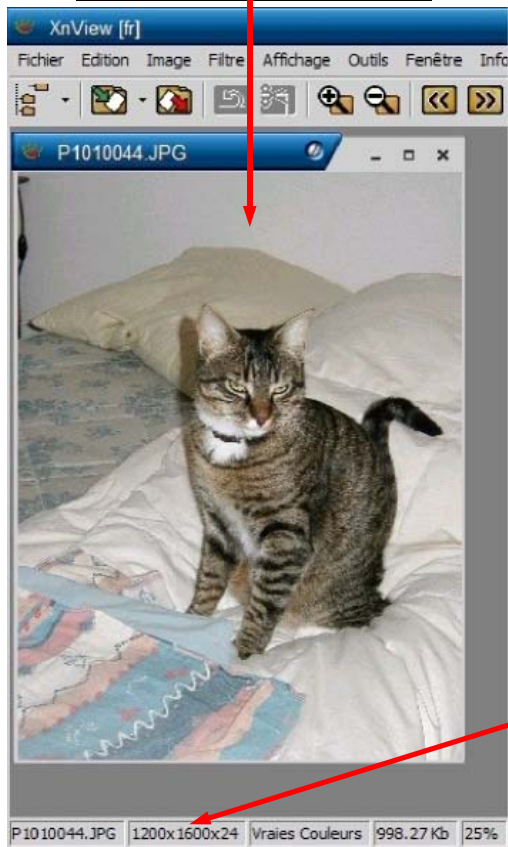 XnView [fr]
Fichier Edition Image Filtre Affichage Outils Fenêtre Info
P1010044.JPG
P1010044.JPG 1200x1600x24 Vraies Couleurs 998.27 Kb 25%